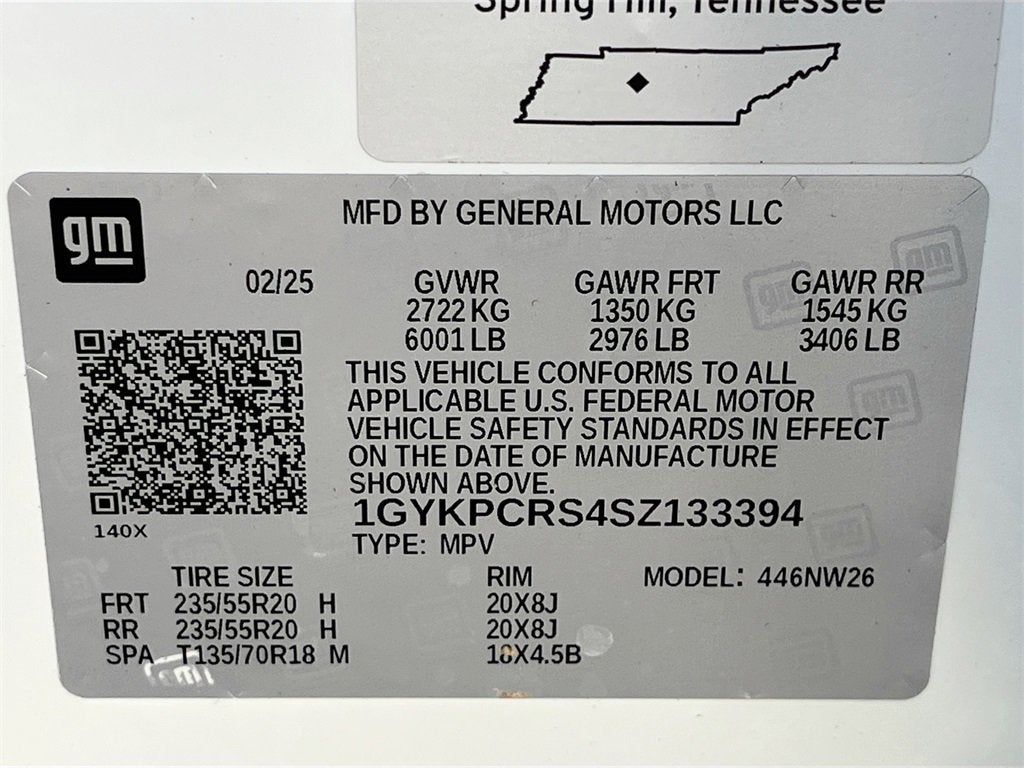 Spring Hill, Tennessee
gm
MFD BY GENERAL MOTORS LLC
02/25 GVWR GAWR FRT GAWR RR
2722 KG 1350 KG 1545 KG
6001 LB 2976 LB 3406 LB
THIS VEHICLE CONFORMS TO ALL
APPLICABLE U.S. FEDERAL MOTOR
VEHICLE SAFETY STANDARDS IN EFFECT
ON THE DATE OF MANUFACTURE
SHOWN ABOVE.
1GYKPCRS4SZ133394
140X
TYPE: MPV
TIRE SIZE RIM MODEL: 446NW26
FRT 235/55R20 H 20X8J
RR 235/55R20 H 20X8J
SPA T135/70R18 M 18X4.5B